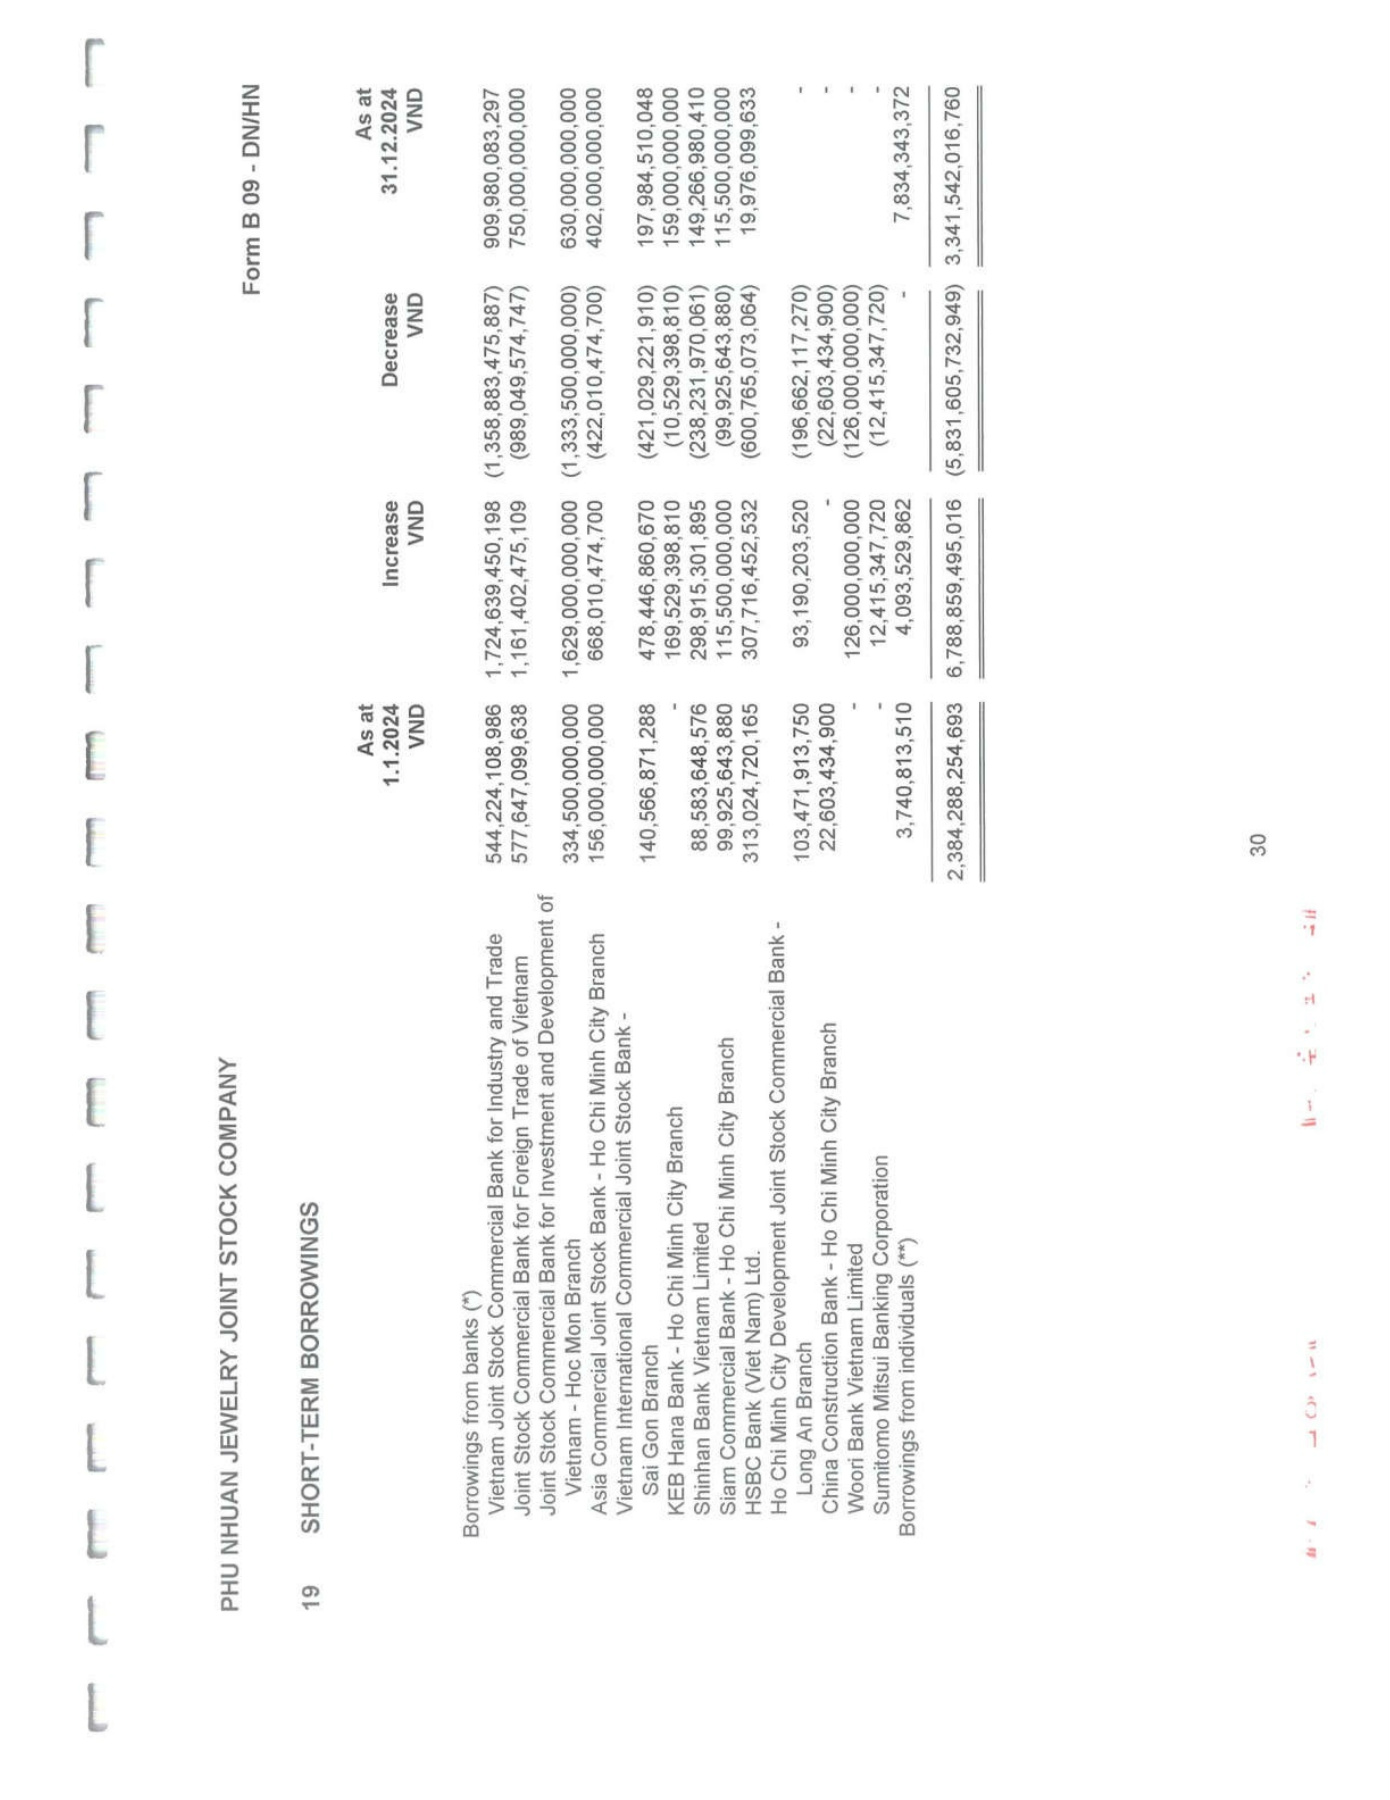 PHU NHUAN JEWELRY JOINT STOCK COMPANY
Form B 09 - DN/HN
19 SHORT-TERM BORROWINGS
As at As at
1.1.2024 Increase Decrease 31.12.2024
VND VND VND VND
Borrowings from banks (*)
Vietnam Joint Stock Commercial Bank for Industry and Trade 544,224,108,986 1,724,639,450,198 (1,358,883,475,887) 909,980,083,297
Joint Stock Commercial Bank for Foreign Trade of Vietnam 577,647,099,638 1,161,402,475,109 (989,049,574,747) 750,000,000,000
Joint Stock Commercial Bank for Investment and Development of
Vietnam - Hoc Mon Branch 334,500,000,000 1,629,000,000,000 (1,333,500,000,000) 630,000,000,000
Asia Commercial Joint Stock Bank - Ho Chi Minh City Branch 156,000,000,000 668,010,474,700 (422,010,474,700) 402,000,000,000
Vietnam International Commercial Joint Stock Bank -
Sai Gon Branch 140,566,871,288 478,446,860,670 (421,029,221,910) 197,984,510,048
KEB Hana Bank - Ho Chi Minh City Branch - 169,529,398,810 (10,529,398,810) 159,000,000,000
Shinhan Bank Vietnam Limited 88,583,648,576 298,915,301,895 (238,231,970,061) 149,266,980,410
Siam Commercial Bank - Ho Chi Minh City Branch 99,925,643,880 115,500,000,000 (99,925,643,880) 115,500,000,000
HSBC Bank (Viet Nam) Ltd. 313,024,720,165 307,716,452,532 (600,765,073,064) 19,976,099,633
Ho Chi Minh City Development Joint Stock Commercial Bank -
Long An Branch 103,471,913,750 93,190,203,520 (196,662,117,270) -
China Construction Bank - Ho Chi Minh City Branch 22,603,434,900 - (22,603,434,900) -
Woori Bank Vietnam Limited - 126,000,000,000 (126,000,000,000) -
Sumitomo Mitsui Banking Corporation - 12,415,347,720 (12,415,347,720) -
Borrowings from individuals (**) 3,740,813,510 4,093,529,862 - 7,834,343,372
2,384,288,254,693 6,788,859,495,016 (5,831,605,732,949) 3,341,542,016,760
30